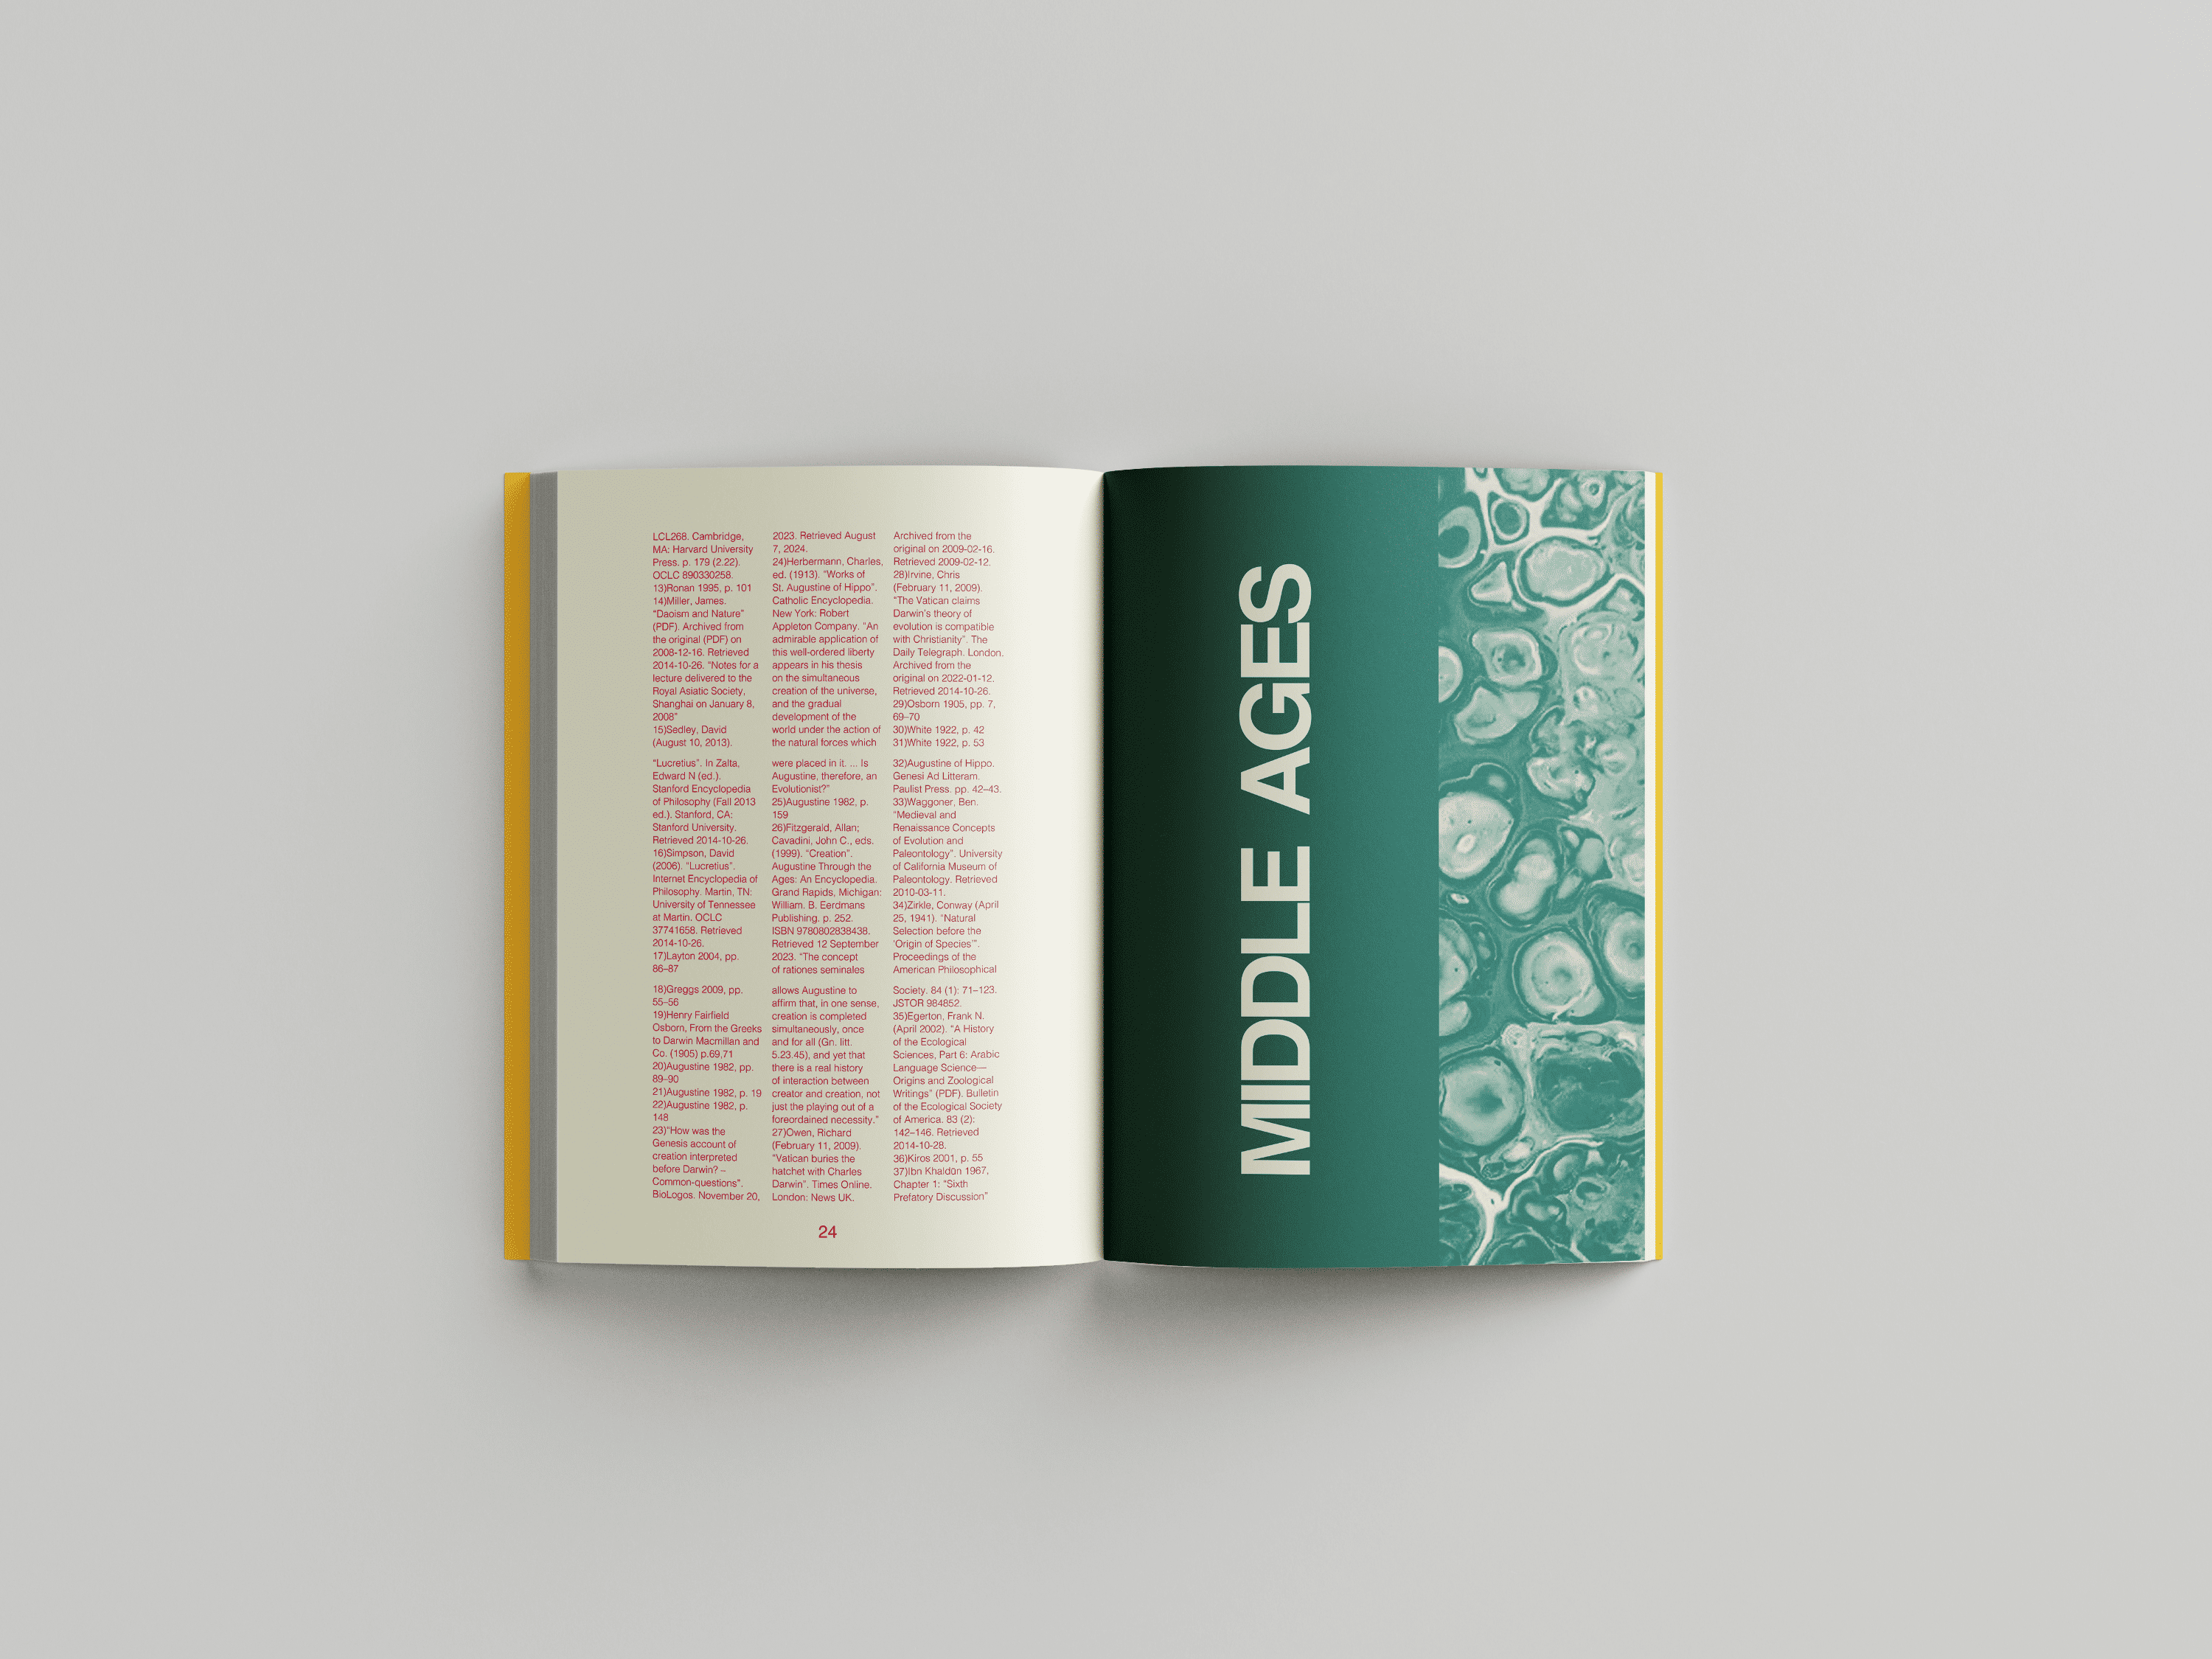 LCL268. Cambridge,
MA: Harvard University
Press. p. 179 (2.22).
OCLC 890330258.
13)Ronan 1995, p. 101
14)Miller, James.
“Daoism and Nature”
(PDF). Archived from
the original (PDF) on
2008-12-16. Retrieved
2014-10-26. “Notes for a
lecture delivered to the
Royal Asiatic Society,
Shanghai on January 8,
2008”
15)Sedley, David
(August 10, 2013).
“Lucretius”. In Zalta,
Edward N (ed.).
Stanford Encyclopedia
of Philosophy (Fall 2013
ed.). Stanford, CA:
Stanford University.
Retrieved 2014-10-26.
16)Simpson, David
(2006). “Lucretius”.
Internet Encyclopedia of
Philosophy. Martin, TN:
University of Tennessee
at Martin. OCLC
37741658. Retrieved
2014-10-26.
17)Layton 2004, pp.
86–87
18)Greggs 2009, pp.
55–56
19)Henry Fairfield
Osborn, From the Greeks
to Darwin Macmillan and
Co. (1905) p.69,71
20)Augustine 1982, pp.
89–90
21)Augustine 1982, p. 19
22)Augustine 1982, p.
148
23)“How was the
Genesis account of
creation interpreted
before Darwin? –
Common-questions”.
BioLogos. November 20,
2023. Retrieved August
7, 2024.
24)Herbermann, Charles,
ed. (1913). “Works of
St. Augustine of Hippo”.
Catholic Encyclopedia.
New York: Robert
Appleton Company. “An
admirable application of
this well-ordered liberty
appears in his thesis
on the simultaneous
creation of the universe,
and the gradual
development of the
world under the action of
the natural forces which
were placed in it. ... Is
Augustine, therefore, an
Evolutionist?”
25)Augustine 1982, p.
159
26)Fitzgerald, Allan;
Cavadini, John C., eds.
(1999). “Creation”.
Augustine Through the
Ages: An Encyclopedia.
Grand Rapids, Michigan:
William. B. Eerdmans
Publishing. p. 252.
ISBN 9780802838438.
Retrieved 12 September
2023. “The concept
of rationes seminales
allows Augustine to
affirm that, in one sense,
creation is completed
simultaneously, once
and for all (Gn. litt.
5.23.45), and yet that
there is a real history
of interaction between
creator and creation, not
just the playing out of a
foreordained necessity.”
27)Owen, Richard
(February 11, 2009).
“Vatican buries the
hatchet with Charles
Darwin”. Times Online.
London: News UK.
Archived from the
original on 2009-02-16.
Retrieved 2009-02-12.
28)Irvine, Chris
(February 11, 2009).
“The Vatican claims
Darwin’s theory of
evolution is compatible
with Christianity”. The
Daily Telegraph. London.
Archived from the
original on 2022-01-12.
Retrieved 2014-10-26.
29)Osborn 1905, pp. 7,
69–70
30)White 1922, p. 42
31)White 1922, p. 53
32)Augustine of Hippo.
Genesi Ad Litteram.
Paulist Press. pp. 42–43.
33)Waggoner, Ben.
“Medieval and
Renaissance Concepts
of Evolution and
Paleontology”. University
of California Museum of
Paleontology. Retrieved
2010-03-11.
34)Zirkle, Conway (April
25, 1941). “Natural
Selection before the
‘Origin of Species’”.
Proceedings of the
American Philosophical
Society. 84 (1): 71–123.
JSTOR 984852.
35)Egerton, Frank N.
(April 2002). “A History
of the Ecological
Sciences, Part 6: Arabic
Language Science—
Origins and Zoological
Writings” (PDF). Bulletin
of the Ecological Society
of America. 83 (2):
142–146. Retrieved
2014-10-28.
36)Kiros 2001, p. 55
37)Ibn Khaldūn 1967,
Chapter 1: “Sixth
Prefatory Discussion”
24
MIDDLE AGES